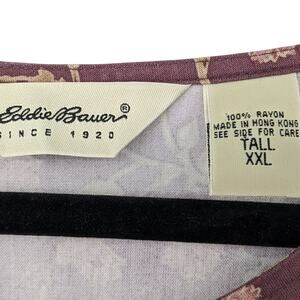 Eddie Bauer®
SINCE 1920
100% RAYON
MADE IN HONG KONG
SEE SIDE FOR CARE
TALL
XXL